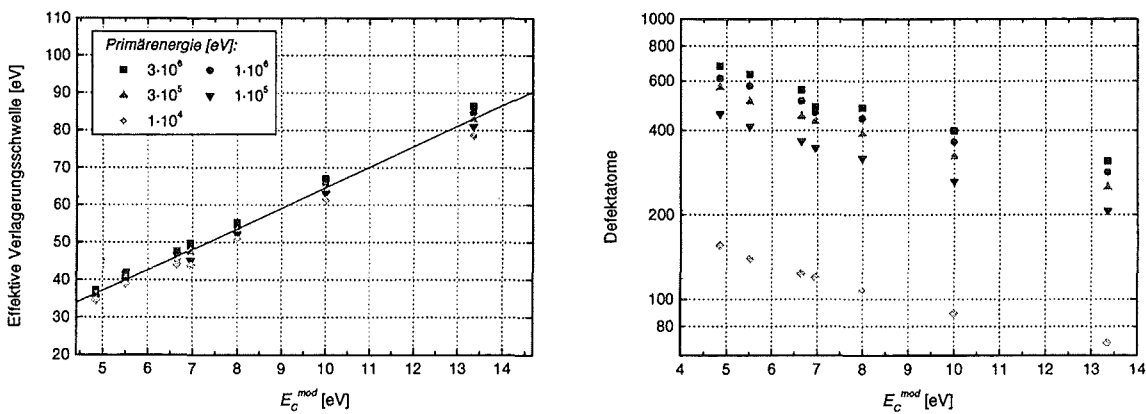 Effektive Verlagerungsschwelle [eV]
110
100
90
80
70
60
50
40
30
20
Primärenergie [eV]:
3·10⁶ 1·10⁶
3·10⁵ 1·10⁵
1·10⁴
5 6 7 8 9 10 11 12 13 14
E_C^mod [eV]
Defektatome
1000
800
600
400
200
100
80
4 5 6 7 8 9 10 11 12 13 14
E_C^mod [eV]